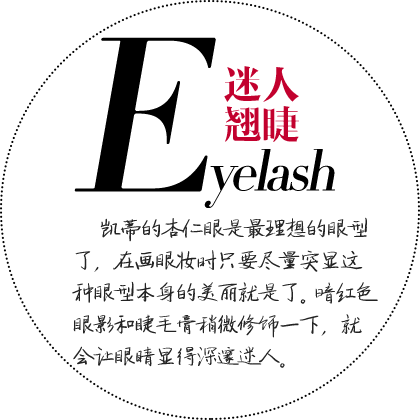 迷人
翘睫
Eyelash
凯蒂的杏仁眼是最理想的眼型
了，在画眼妆时只要尽量突显这
种眼型本身的美丽就是了。暗红色
眼影和睫毛膏稍微修饰一下，就
会让眼睛显得深邃迷人。